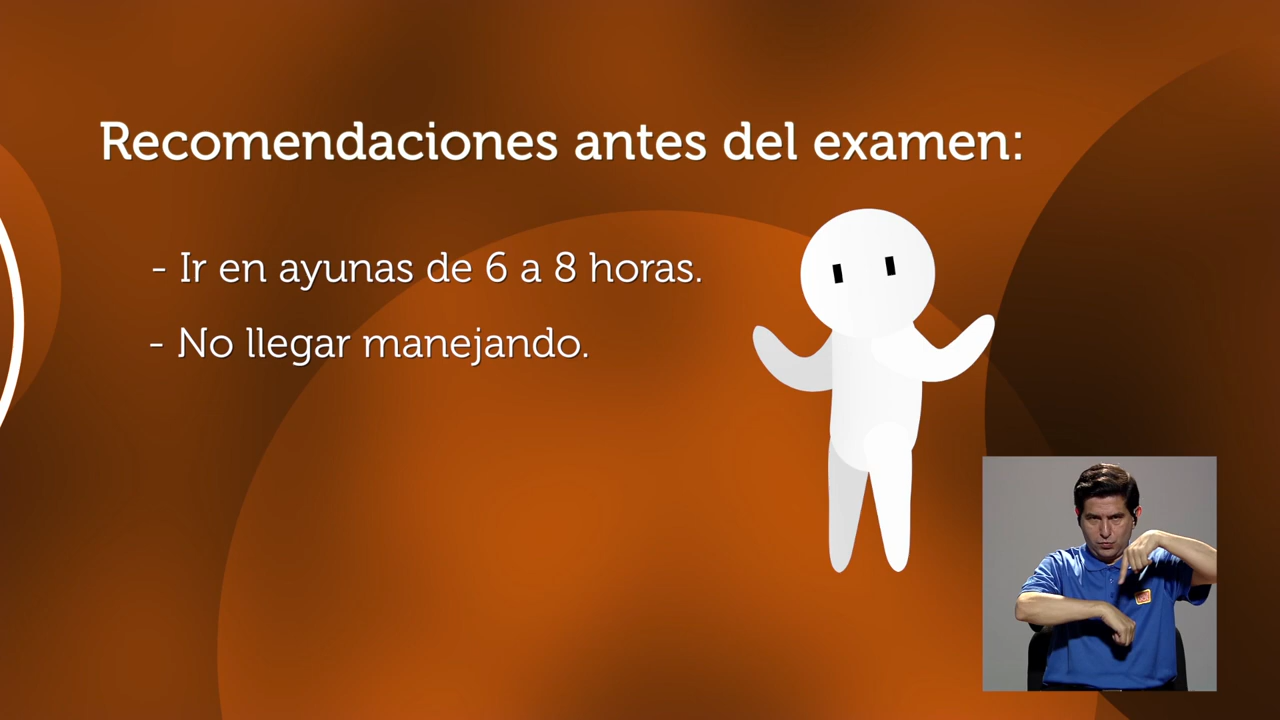 Recomendaciones antes del examen:
- Ir en ayunas de 6 a 8 horas.
- No llegar manejando.